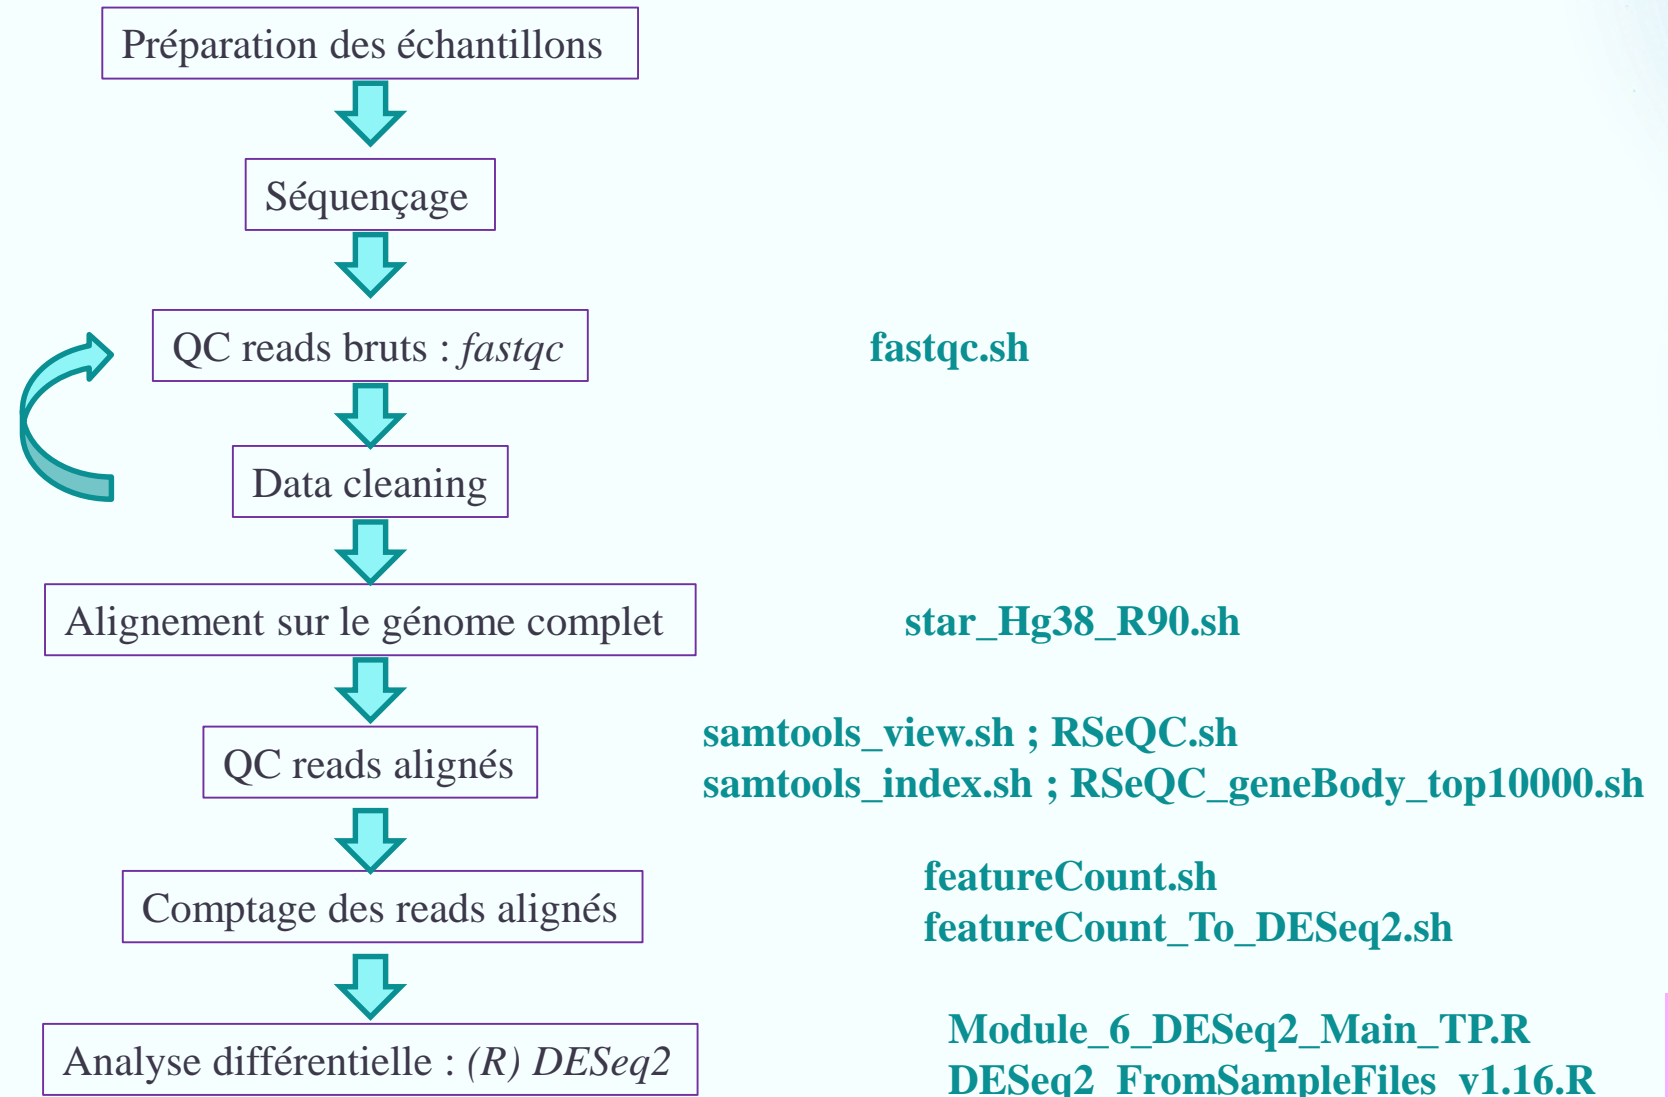 Préparation des échantillons
Séquençage
QC reads bruts : fastqc
fastqc.sh
Data cleaning
Alignement sur le génome complet
star_Hg38_R90.sh
QC reads alignés
samtools_view.sh ; RSeQC.sh
samtools_index.sh ; RSeQC_geneBody_top10000.sh
Comptage des reads alignés
featureCount.sh
featureCount_To_DESeq2.sh
Analyse différentielle : (R) DESeq2
Module_6_DESeq2_Main_TP.R
DESeq2_FromSampleFiles_v1.16.R